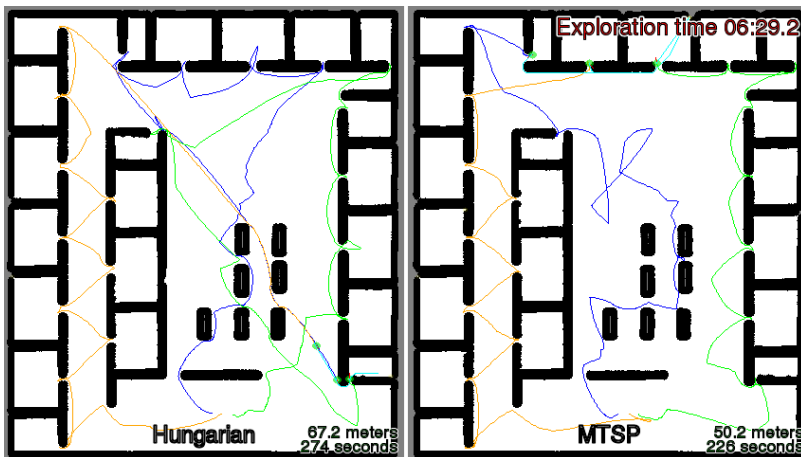 Exploration time 06:29.2
Hungarian
67.2 meters
274 seconds
MTSP
50.2 meters
226 seconds